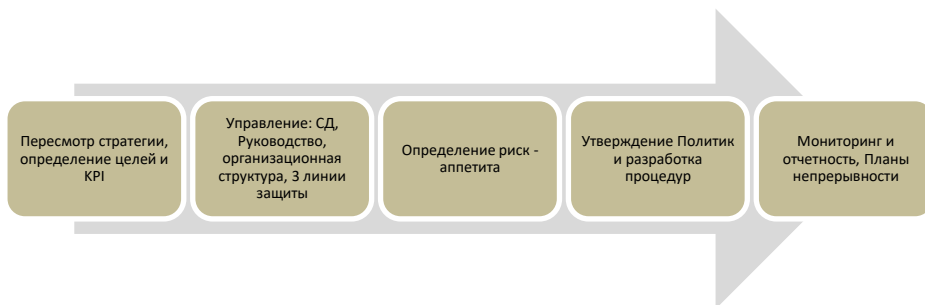 Пересмотр стратегии,
определение целей и
KPI
Управление: СД,
Руководство,
организационная
структура, 3 линии
защиты
Определение риск -
аппетита
Утверждение Политик
и разработка
процедур
Мониторинг и
отчетность, Планы
непрерывности